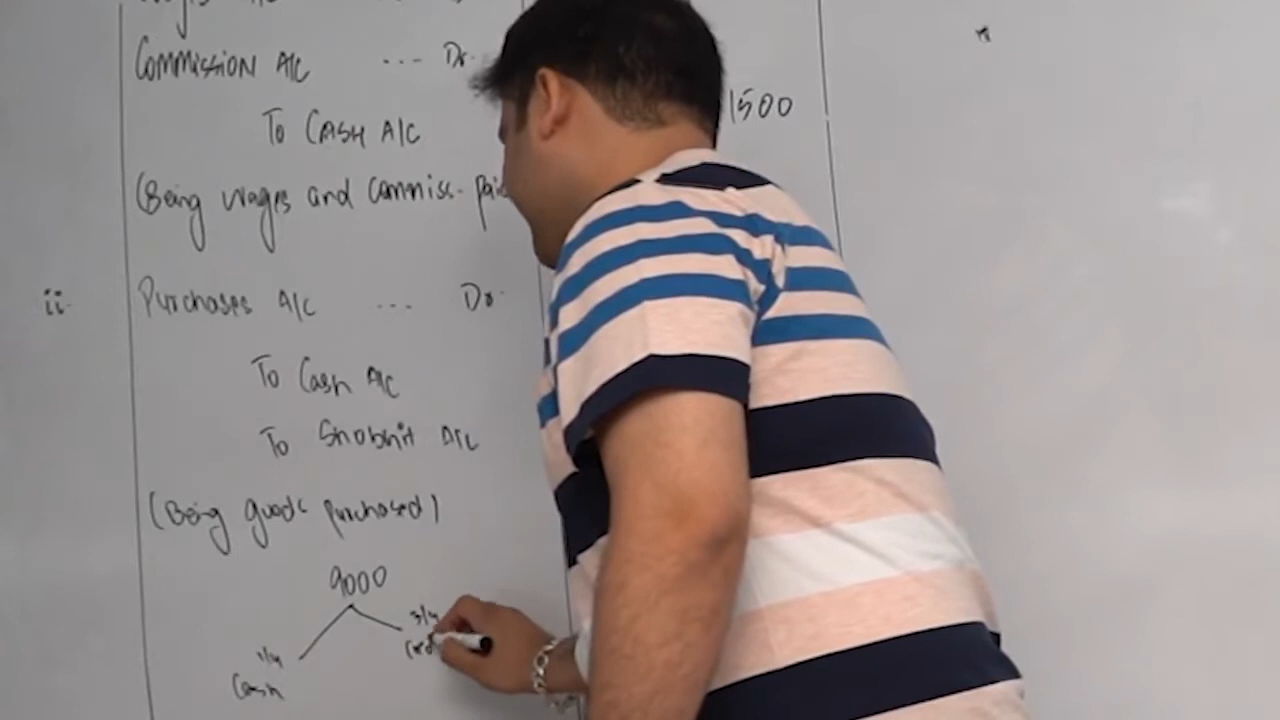 Commission A/C ... Dr.
To CASH A/C
1500
(Being wages and commiss. paid
ii. Purchases A/C ... Dr.
To Cash A/C
To Shobhit A/C
(Being goods purchased)
9000
3/4
1/4
Cash